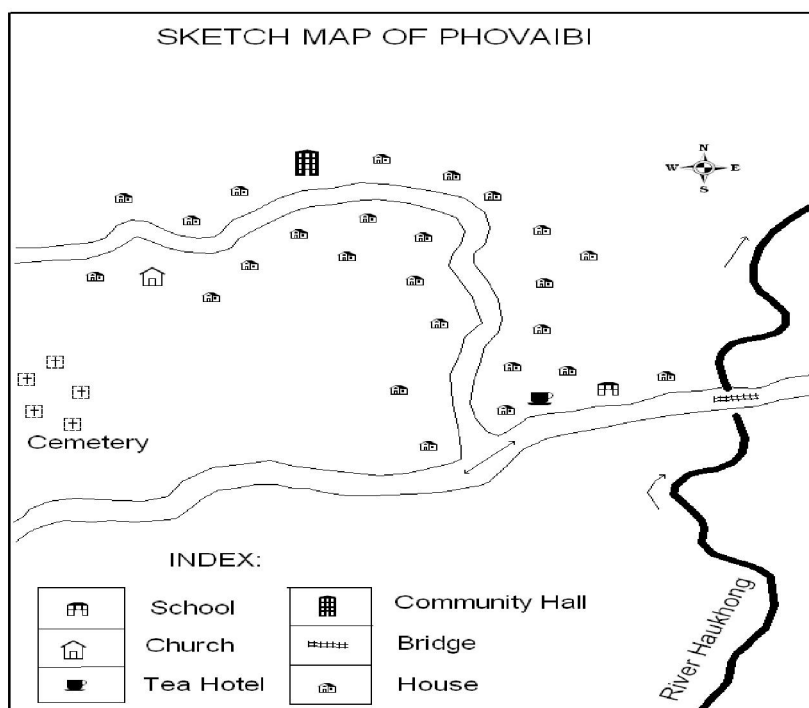 SKETCH MAP OF PHOVAIBI
N
W E
S
Cemetery
INDEX:
School
Community Hall
Church
Bridge
Tea Hotel
House
River Haukhong